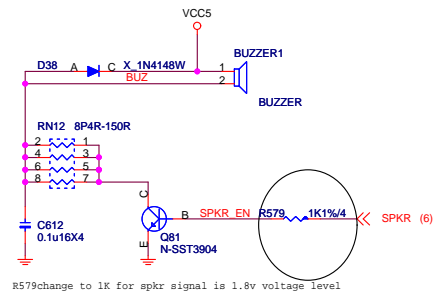 VCC5
D38 A C X_1N4148W
BUZZER1
BUZ
1
2
BUZZER
RN12 8P4R-150R
2 1
4 3
6 5
8 7
C
B
E
SPKR_EN
R579 1K1%/4
SPKR (6)
C612
0.1u16X4
Q81
N-SST3904
R579change to 1K for spkr signal is 1.8v voltage level